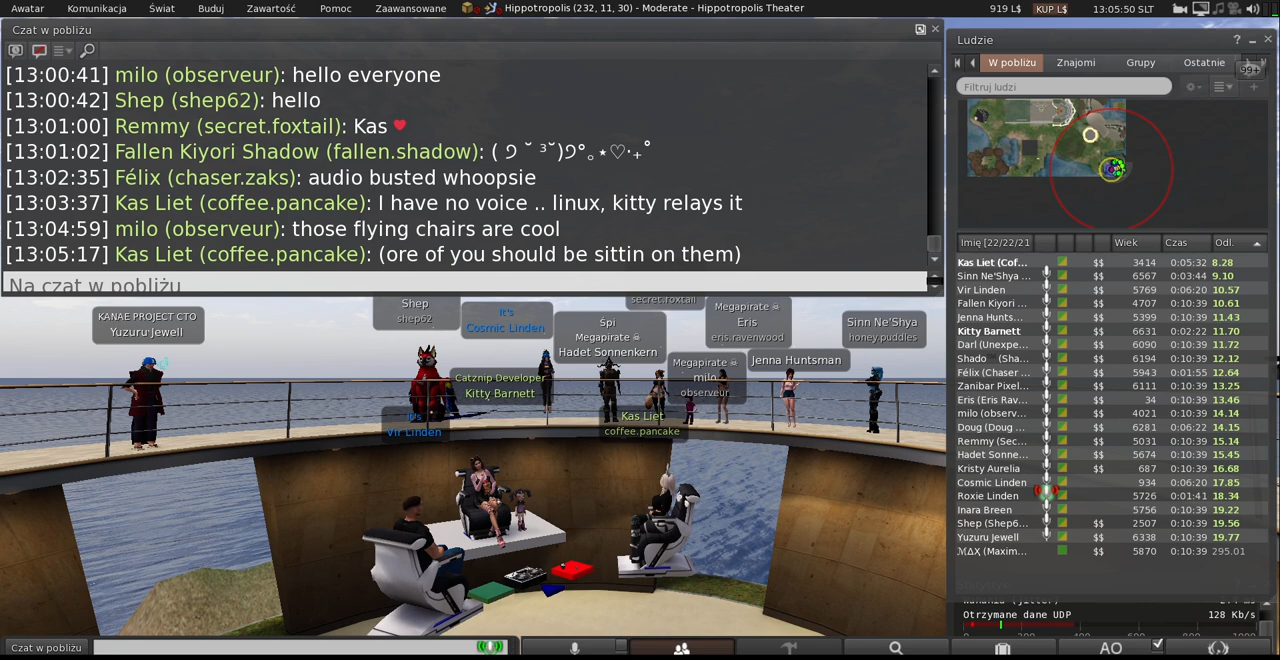 Awatar Komunikacja Świat Buduj Zawartość Pomoc Zaawansowane Hippotropolis (232, 11, 30) - Moderate - Hippotropolis Theater 919 L$ KUP L$ 13:05:50 SLT
Czat w pobliżu
[13:00:41] milo (observeur): hello everyone
[13:00:42] Shep (shep62): hello
[13:01:00] Remmy (secret.foxtail): Kas ♥
[13:01:02] Fallen Kiyori Shadow (fallen.shadow): ( Ɔ ˘ ³˘)Ɔ°｡⋆♡‧₊˚
[13:02:35] Félix (chaser.zaks): audio busted whoopsie
[13:03:37] Kas Liet (coffee.pancake): I have no voice .. linux, kitty relays it
[13:04:59] milo (observeur): those flying chairs are cool
[13:05:17] Kas Liet (coffee.pancake): (ore of you should be sittin on them)
Na czat w pobliżu
KANAE PROJECT CTO
Yuzuru Jewell
Shep
shep62
It's
Cosmic Linden
secret.foxtail
Śpi
Megapirate ☠
Hadet Sonnenkern
Megapirate ☠
Eris
eris.ravenwood
Sinn Ne'Shya
honey.puddles
Jenna Huntsman
Megapirate ☠
milo
observeur
Catznip Developer
Kitty Barnett
It's
Vir Linden
Kas Liet
coffee.pancake
Ludzie
W pobliżu Znajomi Grupy Ostatnie 99+
Filtruj ludzi
Imię [22/22/21 Wiek Czas Odl.
Kas Liet (Cof... $$ 3414 0:05:32 8.28
Sinn Ne'Shya ... $$ 6567 0:03:44 9.10
Vir Linden 5769 0:06:20 10.57
Fallen Kiyori ... $$ 4707 0:10:39 10.61
Jenna Hunts... $$ 5399 0:10:39 11.43
Kitty Barnett $$ 6631 0:02:22 11.70
Darl (Unexpe... $$ 6090 0:10:39 11.72
Shado (Sha... $$ 6194 0:10:39 12.12
Félix (Chaser ... $$ 5943 0:01:55 12.64
Zanibar Pixel... $$ 6111 0:10:39 13.25
Eris (Eris Rav... $$ 34 0:10:39 13.46
milo (observ... $$ 4021 0:10:39 14.14
Doug (Doug ... $$ 6281 0:06:22 14.15
Remmy (Sec... $$ 5031 0:10:39 15.14
Hadet Sonne... $$ 5674 0:10:39 15.45
Kristy Aurelia $$ 687 0:10:39 16.68
Cosmic Linden 934 0:06:20 17.85
Roxie Linden 5726 0:01:41 18.34
Inara Breen 5756 0:10:39 19.22
Shep (Shep6... $$ 2507 0:10:39 19.56
Yuzuru Jewell $$ 6338 0:10:39 19.77
ℳΔX (Maxim... $$ 5870 0:10:39 295.01
Otrzymane dane UDP 128 Kb/s
0 200 400 600 800 1000
Czat w pobliżu AO